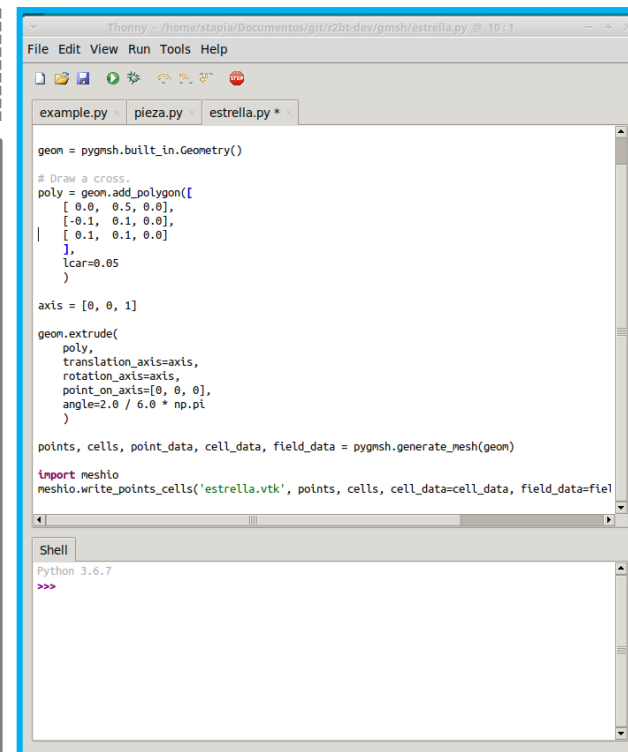 Thonny - /home/stapia/Documentos/git/r2bt-dev/gmsh/estrella.py @ 10:1
File Edit View Run Tools Help
STOP
example.py × pieza.py × estrella.py * ×
geom = pygmsh.built_in.Geometry()
# Draw a cross.
poly = geom.add_polygon([
    [ 0.0,  0.5, 0.0],
    [-0.1,  0.1, 0.0],
    [ 0.1,  0.1, 0.0]
    ],
    lcar=0.05
    )
axis = [0, 0, 1]
geom.extrude(
    poly,
    translation_axis=axis,
    rotation_axis=axis,
    point_on_axis=[0, 0, 0],
    angle=2.0 / 6.0 * np.pi
    )
points, cells, point_data, cell_data, field_data = pygmsh.generate_mesh(geom)
import meshio
meshio.write_points_cells('estrella.vtk', points, cells, cell_data=cell_data, field_data=fiel
Shell
Python 3.6.7
>>>